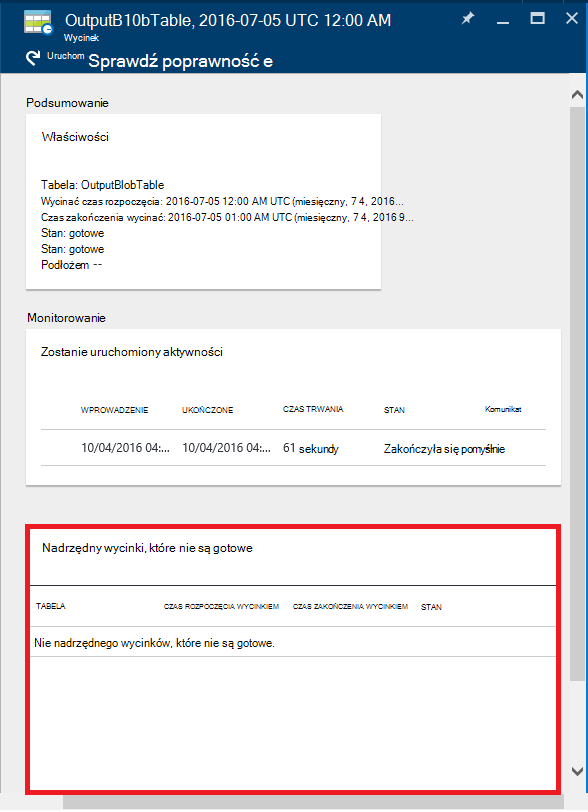 OutputB10bTable, 2016-07-05 UTC 12:00 AM
Wycinek
Uruchom Sprawdź poprawność e
Podsumowanie
Właściwości
Tabela: OutputBlobTable
Wycinać czas rozpoczęcia: 2016-07-05 12:00 AM UTC (miesięczny, 7 4, 2016...
Czas zakończenia wycinać: 2016-07-05 01:00 AM UTC (miesięczny, 7 4, 2016 9...
Stan: gotowe
Stan: gotowe
Podłożem --
Monitorowanie
Zostanie uruchomiony aktywności
WPROWADZENIE UKOŃCZONE CZAS TRWANIA STAN Komunikat
10/04/2016 04:... 10/04/2016 04:... 61 sekundy Zakończyła się pomyślnie
Nadrzędny wycinki, które nie są gotowe
TABELA CZAS ROZPOCZĘCIA WYCINKIEM CZAS ZAKOŃCZENIA WYCINKIEM STAN
Nie nadrzędnego wycinków, które nie są gotowe.